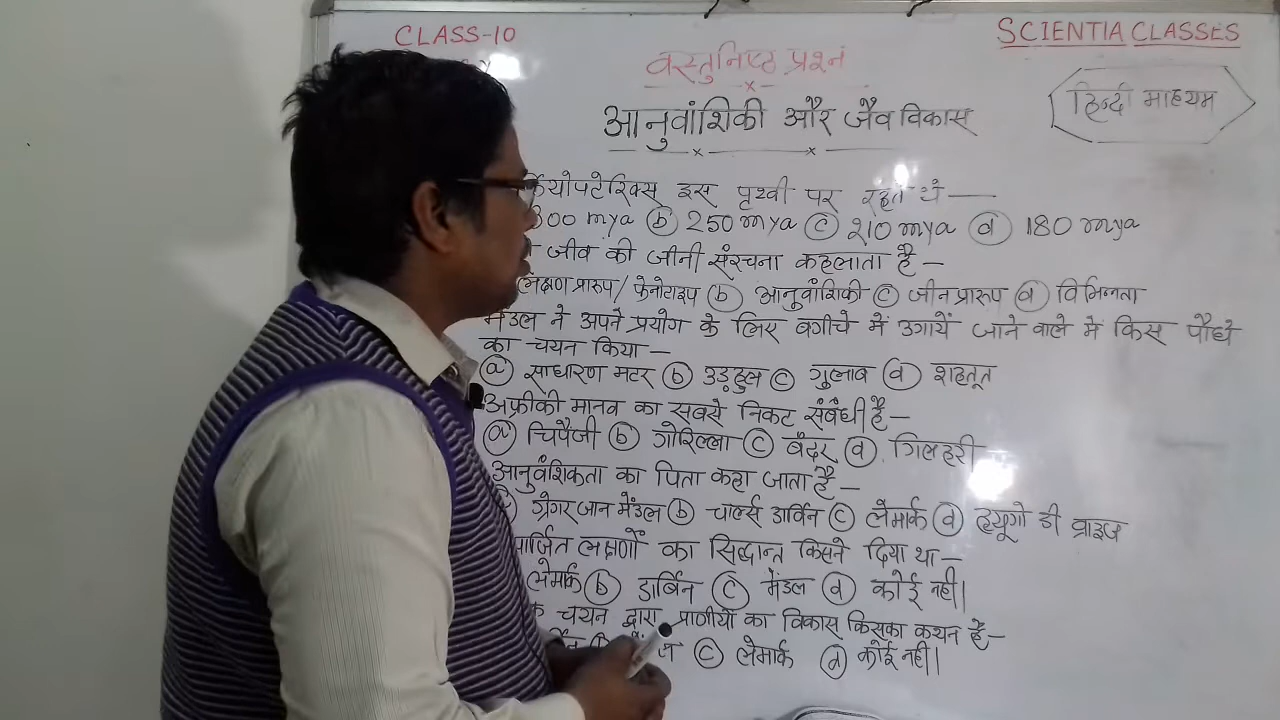 CLASS-10
SCIENTIA CLASSES
वस्तुनिष्ठ प्रश्न
हिन्दी माध्यम
आनुवांशिकी और जैव विकास
र्कियोपटेरिक्स इस पृथ्वी पर रहते थे —
300 mya (b) 250 mya (c) 210 mya (d) 180 mya
जीव की जीनी संरचना कहलाता है –
लक्षण प्रारुप / फेनोटाइप (b) आनुवांशिकी (c) जीन प्रारूप (d) विभिन्नता
मेंडल ने अपने प्रयोग के लिए बगीचे में उगायें जाने वाले में किस पौधे
का चयन किया –
(a) साधारण मटर (b) उड़हुल (c) गुलाब (d) शहतूत
अफ्रीकी मानव का सबसे निकट संबंधी है –
(a) चिपैंजी (b) गोरिल्ला (c) बंदर (d) गिलहरी
आनुवंशिकता का पिता कहा जाता है –
ग्रेगर जान मेंडल (b) चार्ल्स डार्विन (c) लेमार्क (d) ह्यूगो डी व्राइज
पार्जित लक्षणों का सिद्धान्त किसने दिया था –
लेमार्क (b) डार्बिन (c) मेंडल (d) कोई नही।
क चयन द्वारा प्राणीयों का विकास किसका कथन है –
(c) लेमार्क (d) कोई नही।